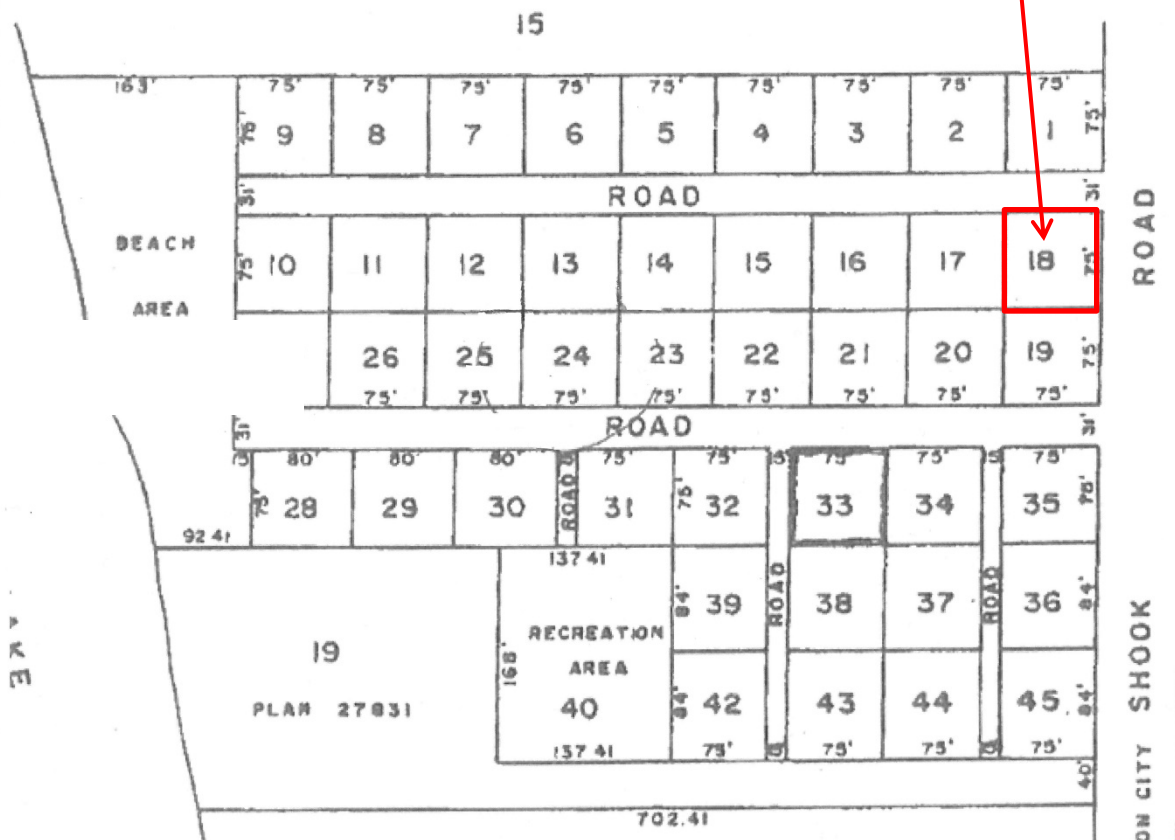 15
163' 75' 75' 75' 75' 75' 75' 75' 75' 75'
9 8 7 6 5 4 3 2 1 75'
31' ROAD 31'
BEACH
AREA
75' 10 11 12 13 14 15 16 17 18 75'
ROAD
26 25 24 23 22 21 20 19 75'
75' 75' 75' 75' 75' 75' 75' 75'
31' ROAD 31'
80' 80' 80' 75' 75' 15' 75' 75' 75'
75' 28 29 30 ROAD 31 75' 32 33 34 35
92 41
137 41
84' 39 ROAD 38 37 ROAD 36 84'
19
PLAN 27831
RECREATION
AREA
168'
40
137 41
84' 42 43 44 45 84'
75' 75' 75' 75'
40'
702.41
SHOOK
ON CITY